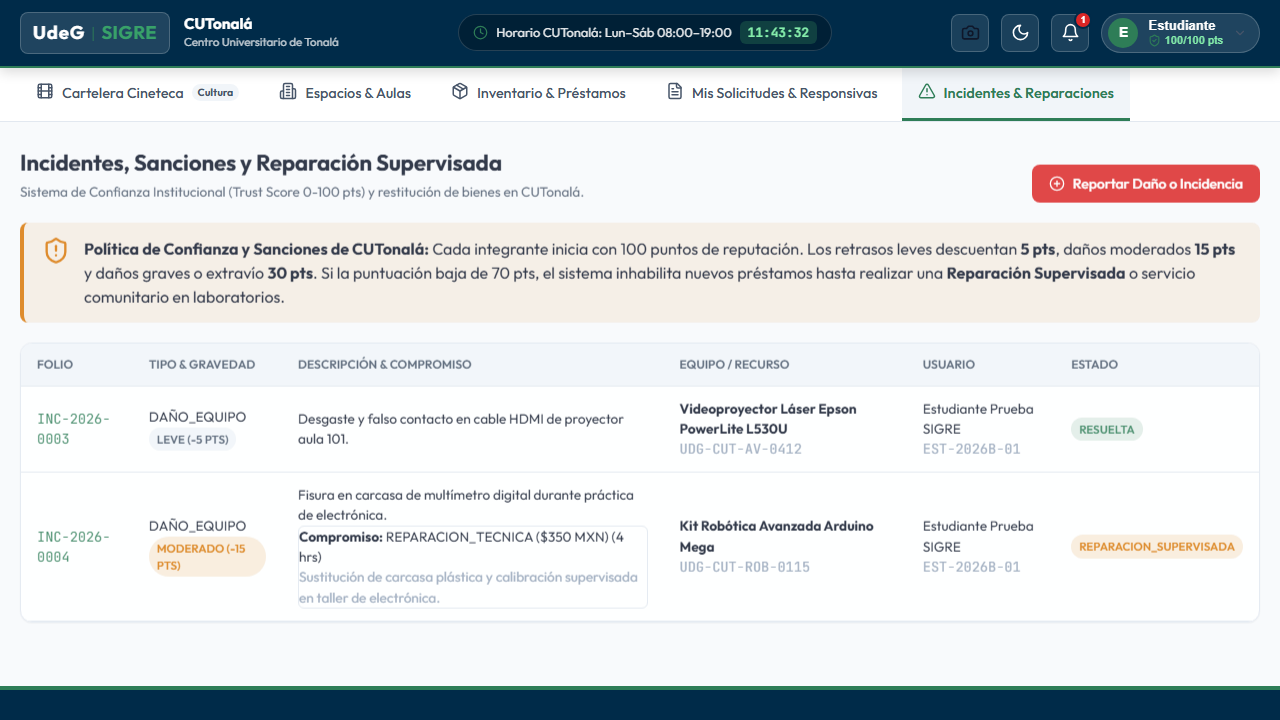 UdeG | SIGRE
CUTonalá
Centro Universitario de Tonalá
Horario CUTonalá: Lun–Sáb 08:00–19:00 11:43:32
1
E
Estudiante
100/100 pts
Cartelera Cineteca Cultura
Espacios & Aulas
Inventario & Préstamos
Mis Solicitudes & Responsivas
Incidentes & Reparaciones
Incidentes, Sanciones y Reparación Supervisada
Sistema de Confianza Institucional (Trust Score 0-100 pts) y restitución de bienes en CUTonalá.
Reportar Daño o Incidencia
Política de Confianza y Sanciones de CUTonalá: Cada integrante inicia con 100 puntos de reputación. Los retrasos leves descuentan 5 pts, daños moderados 15 pts
y daños graves o extravío 30 pts. Si la puntuación baja de 70 pts, el sistema inhabilita nuevos préstamos hasta realizar una Reparación Supervisada o servicio
comunitario en laboratorios.
FOLIO TIPO & GRAVEDAD DESCRIPCIÓN & COMPROMISO EQUIPO / RECURSO USUARIO ESTADO
INC-2026-
0003
DAÑO_EQUIPO
LEVE (-5 PTS)
Desgaste y falso contacto en cable HDMI de proyector
aula 101.
Videoproyector Láser Epson
PowerLite L530U
UDG-CUT-AV-0412
Estudiante Prueba
SIGRE
EST-2026B-01
RESUELTA
INC-2026-
0004
DAÑO_EQUIPO
MODERADO (-15
PTS)
Fisura en carcasa de multímetro digital durante práctica
de electrónica.
Compromiso: REPARACION_TECNICA ($350 MXN) (4
hrs)
Sustitución de carcasa plástica y calibración supervisada
en taller de electrónica.
Kit Robótica Avanzada Arduino
Mega
UDG-CUT-ROB-0115
Estudiante Prueba
SIGRE
EST-2026B-01
REPARACION_SUPERVISADA